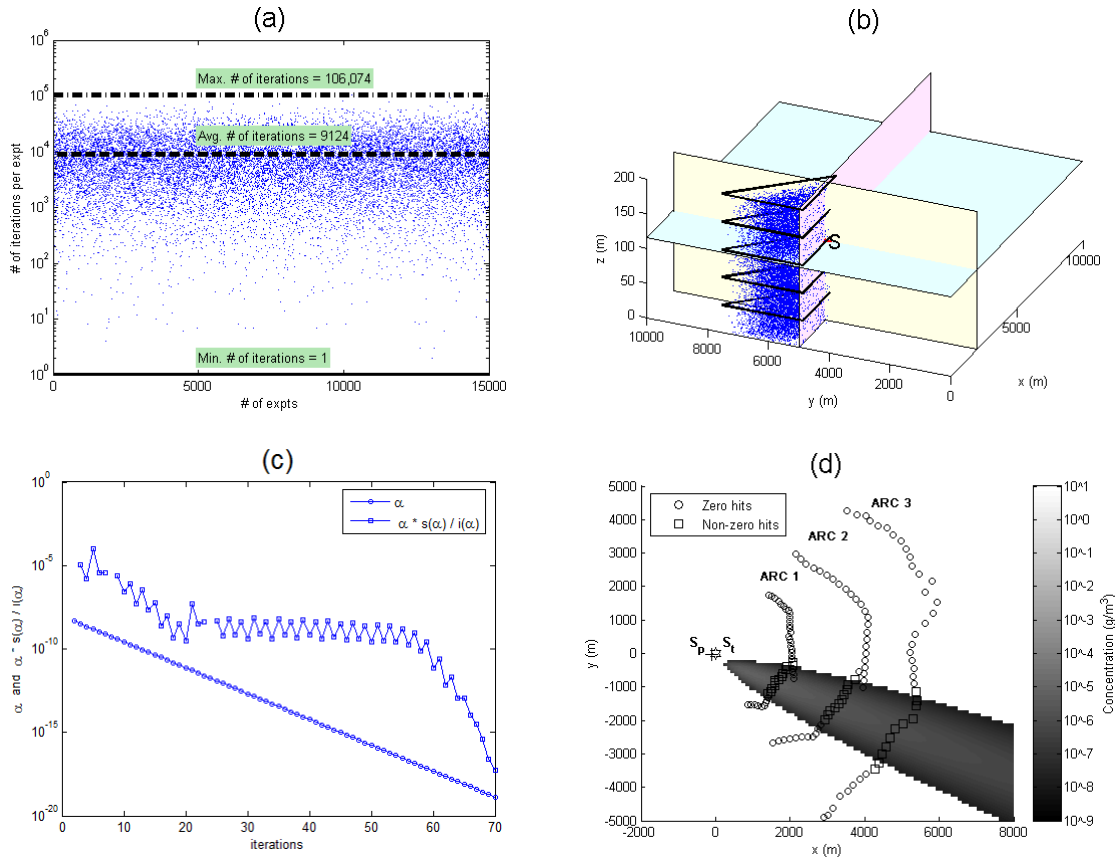 (a)
10^6
10^5
10^4
10^3
10^2
10^1
10^0
# of iterations per expt
Max. # of iterations = 106,074
Avg. # of iterations = 9124
Min. # of iterations = 1
0 5000 10000 15000
# of expts
(b)
200
150
100
50
0
z (m)
S
10000 8000 6000 4000 2000 0
y (m)
5000
10000
x (m)
(c)
10^0
10^-5
10^-10
10^-15
10^-20
α and α * s(α) / i(α)
α
α * s(α) / i(α)
0 10 20 30 40 50 60 70
iterations
(d)
5000
4000
3000
2000
1000
0
-1000
-2000
-3000
-4000
-5000
y (m)
Zero hits
Non-zero hits
ARC 3
ARC 2
ARC 1
Sp St
-2000 0 2000 4000 6000 8000
x (m)
10^1
10^0
10^-1
10^-2
10^-3
10^-4
10^-5
10^-6
10^-7
10^-8
10^-9
Concentration (g/m³)